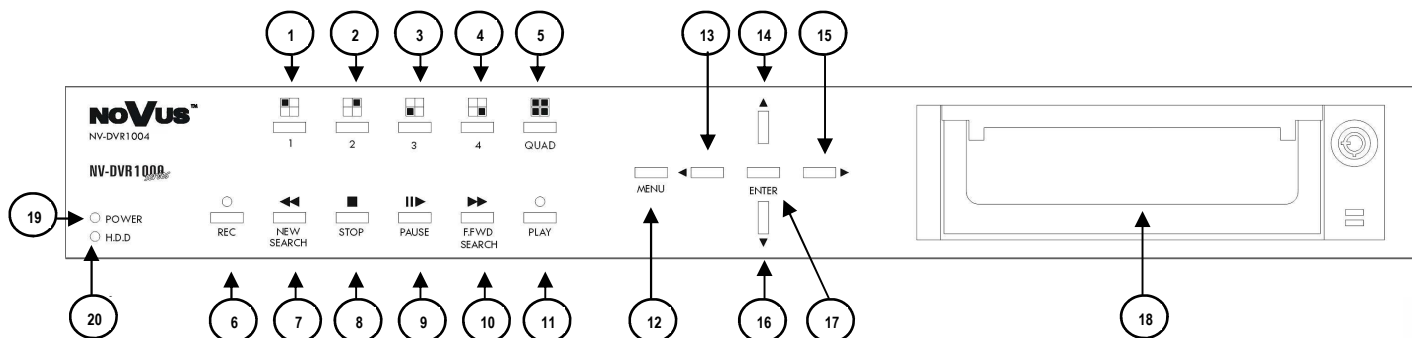 1 2 3 4 5 13 14 15
NOVUS™
NV-DVR1004
1 2 3 4 QUAD
NV-DVR1000
series
MENU ENTER
19 POWER
H.D.D
REC NEW SEARCH STOP PAUSE F.FWD SEARCH PLAY
20 6 7 8 9 10 11 12 16 17 18